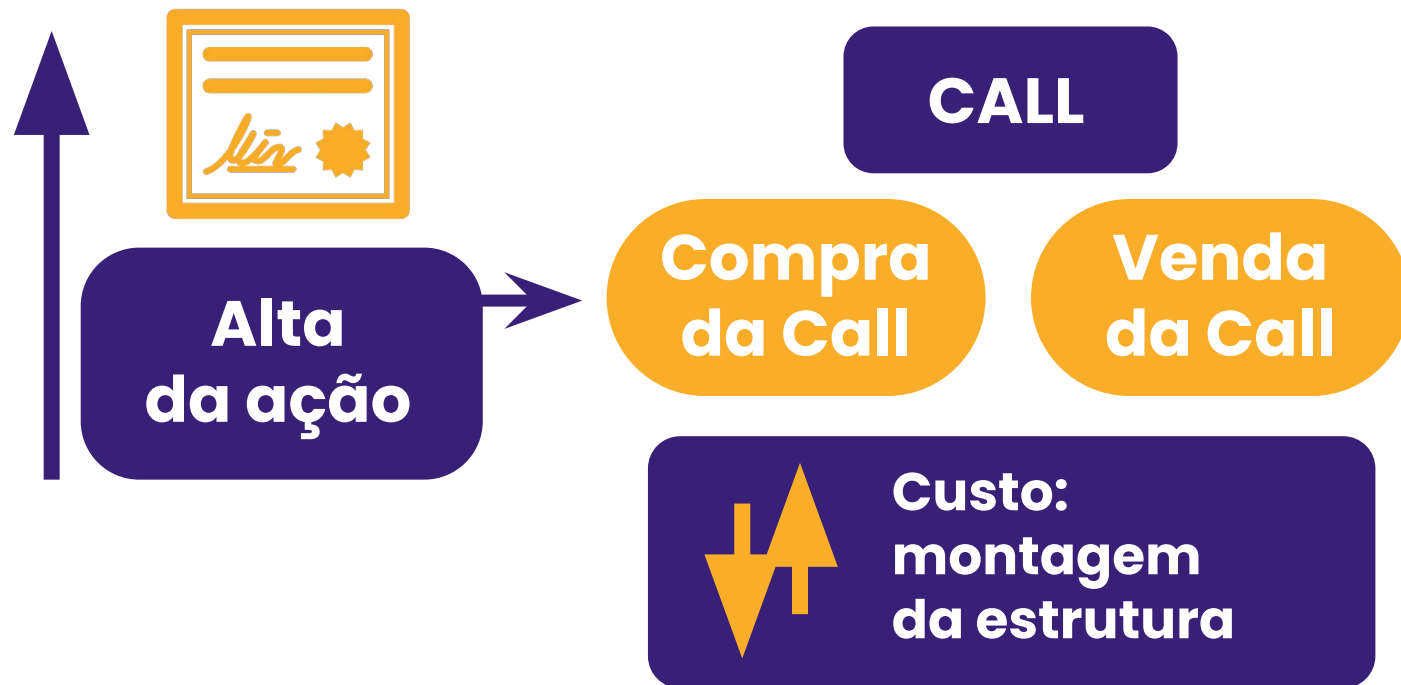 CALL
Alta
da ação
Compra
da Call
Venda
da Call
Custo:
montagem
da estrutura